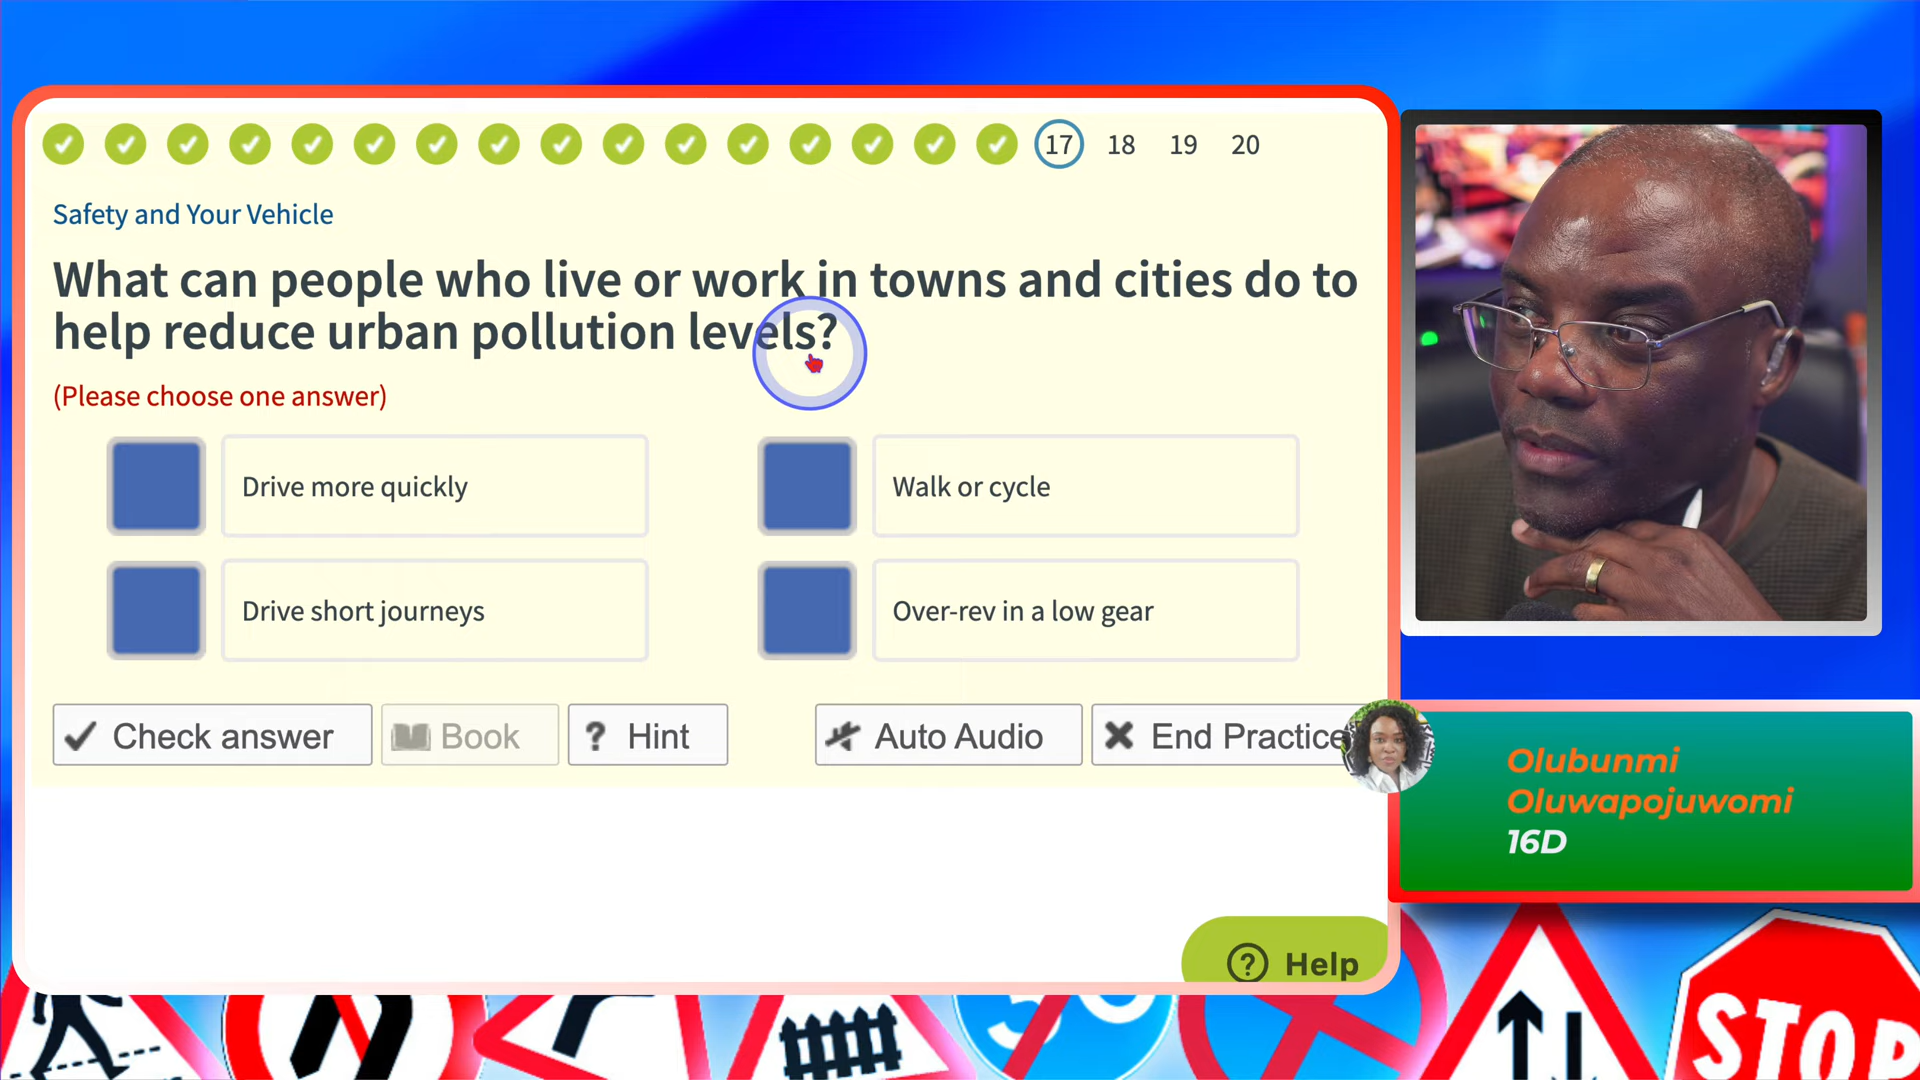 17 18 19 20
Safety and Your Vehicle
What can people who live or work in towns and cities do to
help reduce urban pollution levels?
(Please choose one answer)
Drive more quickly
Walk or cycle
Drive short journeys
Over-rev in a low gear
Check answer
Book
? Hint
Auto Audio
End Practice
Olubunmi
Oluwapojuwomi
16D
? Help
STOP